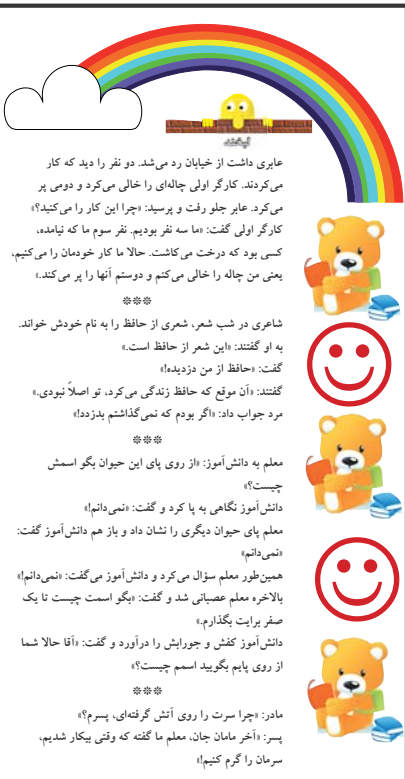 لبخند
عابری داشت از خیابان رد می‌شد. دو نفر را دید که کار
می‌کردند. کارگر اولی چاله‌ای را خالی می‌کرد و دومی پر
می‌کرد. عابر جلو رفت و پرسید: «چرا این کار را می‌کنید؟»
کارگر اولی گفت: «ما سه نفر بودیم. نفر سوم ما که نیامده،
کسی بود که درخت می‌کاشت. حالا ما کار خودمان را می‌کنیم،
یعنی من چاله را خالی می‌کنم و دوستم آنها را پر می‌کند.»
***
شاعری در شب شعر، شعری از حافظ را به نام خودش خواند.
به او گفتند: «این شعر از حافظ است.»
گفت: «حافظ از من دزدیده!»
گفتند: «آن موقع که حافظ زندگی می‌کرد، تو اصلاً نبودی.»
مرد جواب داد: «اگر بودم که نمی‌گذاشتم بدزدد!»
***
معلم به دانش‌آموز: «از روی پای این حیوان بگو اسمش
چیست؟»
دانش‌آموز نگاهی به پا کرد و گفت: «نمی‌دانم!»
معلم پای حیوان دیگری را نشان داد و باز هم دانش‌آموز گفت:
«نمی‌دانم»
همین‌طور معلم سؤال می‌کرد و دانش‌آموز می‌گفت: «نمی‌دانم!»
بالاخره معلم عصبانی شد و گفت: «بگو اسمت چیست تا یک
صفر برایت بگذارم.»
دانش‌آموز کفش و جورابش را درآورد و گفت: «آقا حالا شما
از روی پایم بگویید اسمم چیست؟»
***
مادر: «چرا سرت را روی آتش گرفته‌ای، پسرم؟»
پسر: «آخر مامان جان، معلم ما گفته که وقتی بیکار شدیم،
سرمان را گرم کنیم!»